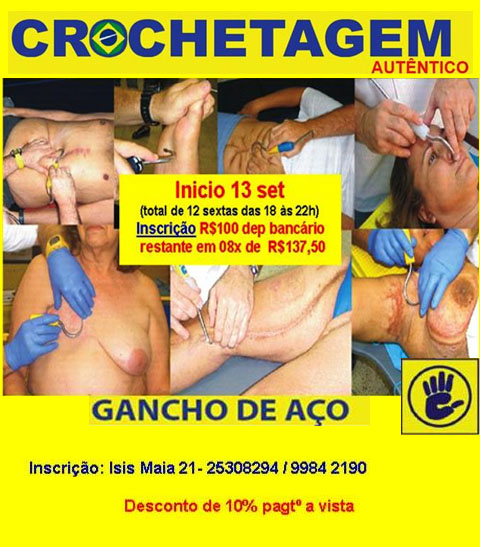 CROCHETAGEM
AUTÊNTICO
Inicio 13 set
(total de 12 sextas das 18 às 22h)
Inscrição R$100 dep bancário
restante em 08x de R$137,50
GANCHO DE AÇO
Inscrição: Isis Maia 21- 25308294 / 9984 2190
Desconto de 10% pagtº a vista